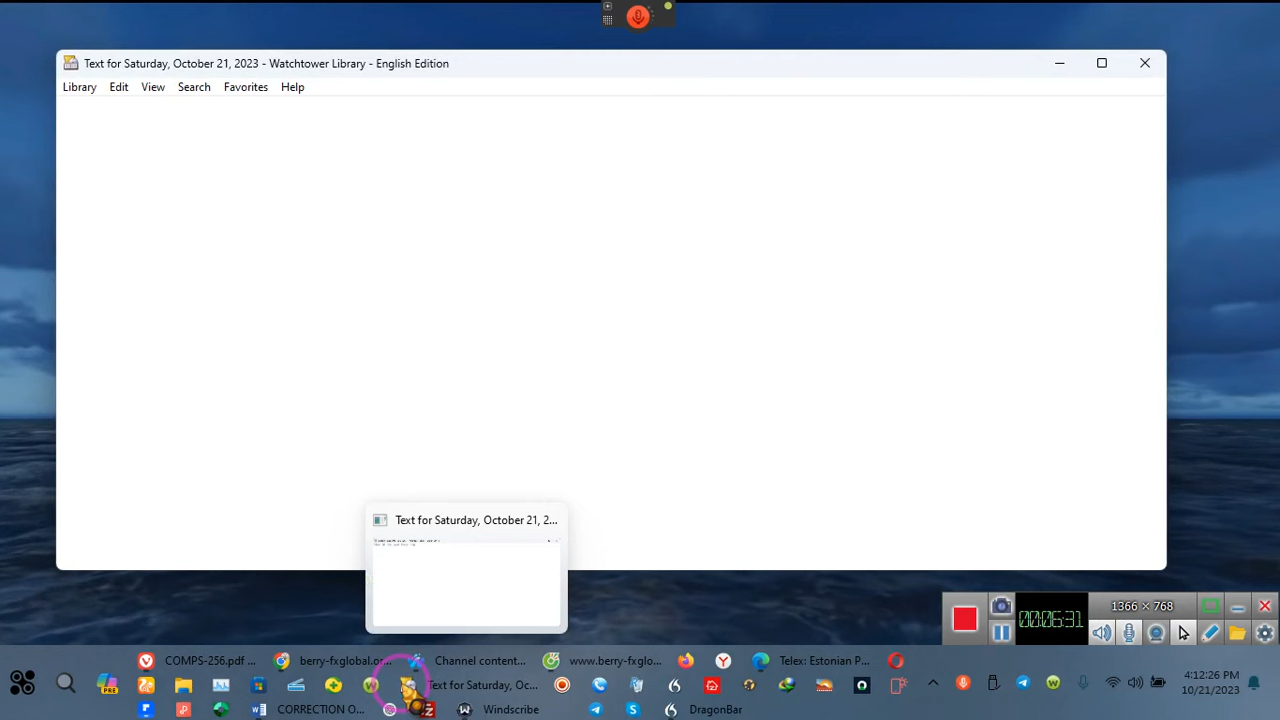 Text for Saturday, October 21, 2023 - Watchtower Library - English Edition
Library Edit View Search Favorites Help
Text for Saturday, October 21, 2...
00:06:31
1366 × 768
COMPS-256.pdf ...
berry-fxglobal.or...
Channel content...
www.berry-fxglo...
Telex: Estonian P...
PRE
Text for Saturday, Oc...
4:12:26 PM
10/21/2023
CORRECTION O...
Windscribe
DragonBar